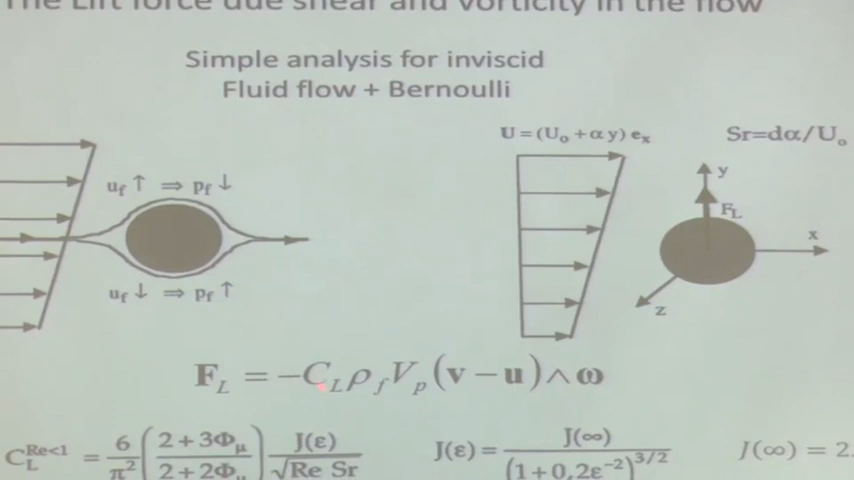 The Lift force due shear and vorticity in the flow
Simple analysis for inviscid
Fluid flow + Bernoulli
U = (U₀ + α y) eₓ
Sr=dα/U₀
u_f ↑ ⇒ p_f ↓
y
F_L
x
u_f ↓ ⇒ p_f ↑
z
F_L = −C_L ρ_f V_p (v − u) ∧ ω
C_L^{Re<1} = 6/π² ((2+3Φ_μ)/(2+2Φ_μ)) J(ε)/√(Re Sr)
J(ε) = J(∞)/(1+0,2ε⁻²)^{3/2}
J(∞) = 2.